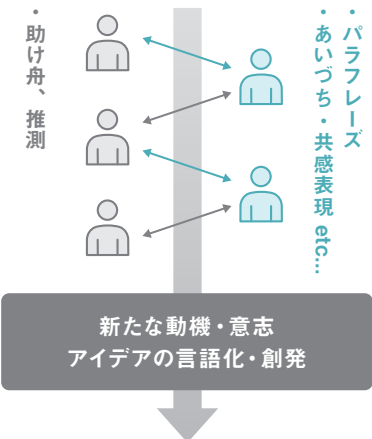 ・パラフレーズ
・あいづち・共感表現 etc...
・助け舟、推測
新たな動機・意志
アイデアの言語化・創発